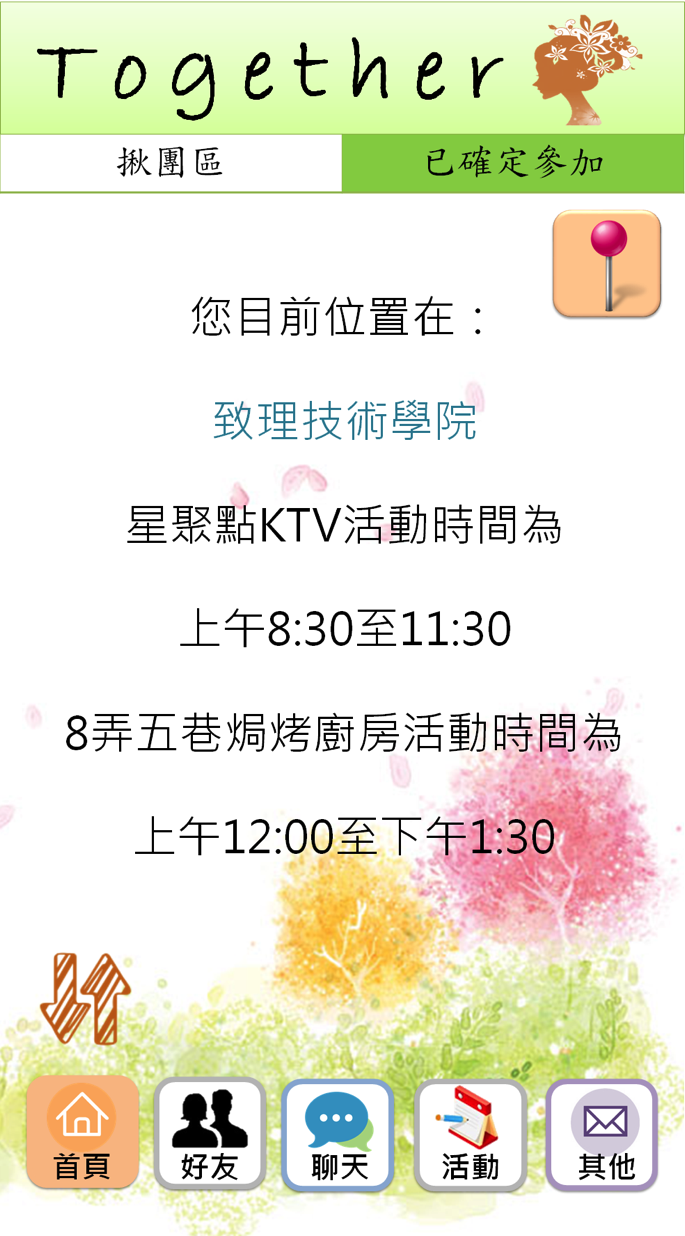 Together
揪團區
已確定參加
您目前位置在：
致理技術學院
星聚點KTV活動時間為
上午8:30至11:30
8弄五巷焗烤廚房活動時間為
上午12:00至下午1:30
首頁
好友
聊天
活動
其他